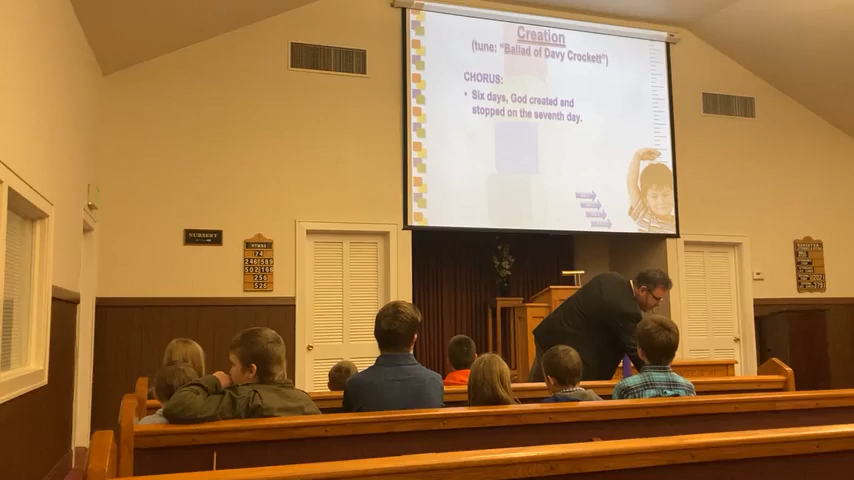 Creation
(tune: "Ballad of Davy Crockett")
CHORUS:
• Six days, God created and
stopped on the seventh day.
NURSERY
HYMNS
74
246 589
502 166
256
526